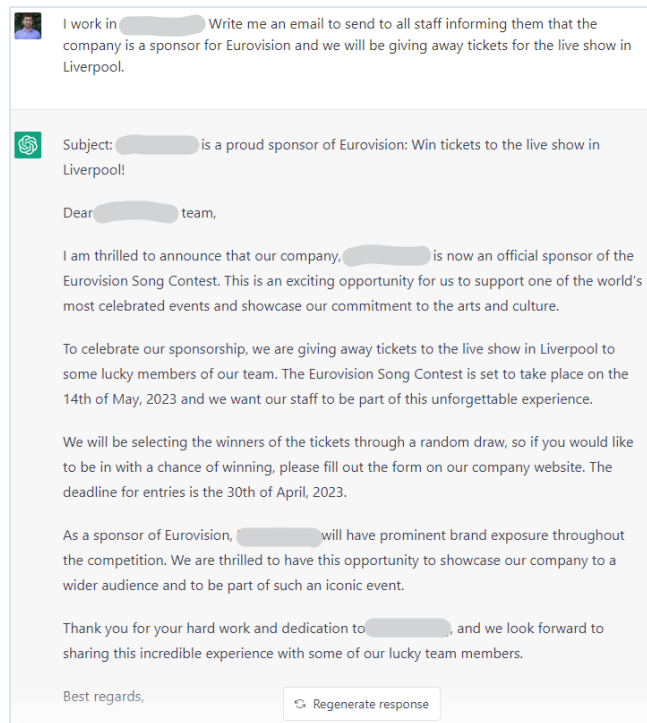 I work in Write me an email to send to all staff informing them that the
company is a sponsor for Eurovision and we will be giving away tickets for the live show in
Liverpool.
Subject: is a proud sponsor of Eurovision: Win tickets to the live show in
Liverpool!
Dear team,
I am thrilled to announce that our company, is now an official sponsor of the
Eurovision Song Contest. This is an exciting opportunity for us to support one of the world's
most celebrated events and showcase our commitment to the arts and culture.
To celebrate our sponsorship, we are giving away tickets to the live show in Liverpool to
some lucky members of our team. The Eurovision Song Contest is set to take place on the
14th of May, 2023 and we want our staff to be part of this unforgettable experience.
We will be selecting the winners of the tickets through a random draw, so if you would like
to be in with a chance of winning, please fill out the form on our company website. The
deadline for entries is the 30th of April, 2023.
As a sponsor of Eurovision, will have prominent brand exposure throughout
the competition. We are thrilled to have this opportunity to showcase our company to a
wider audience and to be part of such an iconic event.
Thank you for your hard work and dedication to , and we look forward to
sharing this incredible experience with some of our lucky team members.
Best regards,
Regenerate response